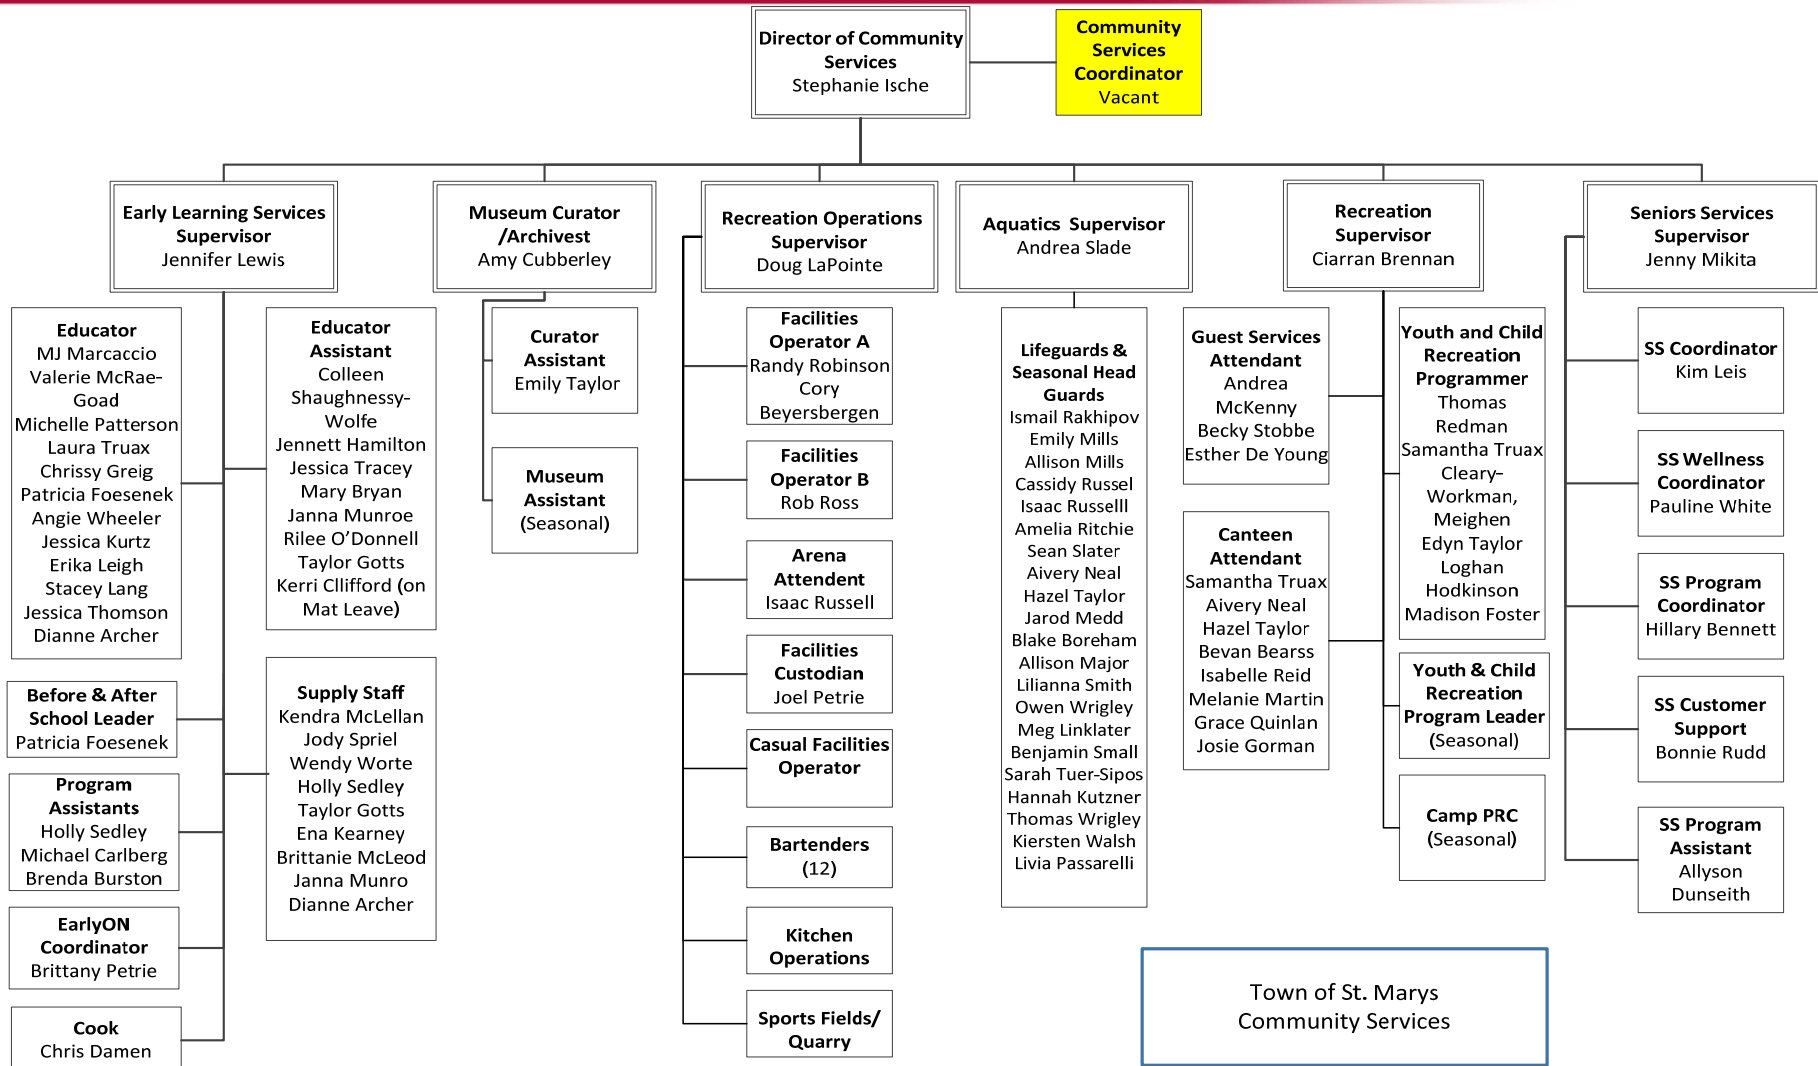 Director of Community
Services
Stephanie Ische
Community
Services
Coordinator
Vacant
Early Learning Services
Supervisor
Jennifer Lewis
Museum Curator
/Archivest
Amy Cubberley
Recreation Operations
Supervisor
Doug LaPointe
Aquatics Supervisor
Andrea Slade
Recreation
Supervisor
Ciarran Brennan
Seniors Services
Supervisor
Jenny Mikita
Educator
MJ Marcaccio
Valerie McRae-
Goad
Michelle Patterson
Laura Truax
Chrissy Greig
Patricia Foesenek
Angie Wheeler
Jessica Kurtz
Erika Leigh
Stacey Lang
Jessica Thomson
Dianne Archer
Before & After
School Leader
Patricia Foesenek
Program
Assistants
Holly Sedley
Michael Carlberg
Brenda Burston
EarlyON
Coordinator
Brittany Petrie
Cook
Chris Damen
Educator
Assistant
Colleen
Shaughnessy-
Wolfe
Jennett Hamilton
Jessica Tracey
Mary Bryan
Janna Munroe
Rilee O’Donnell
Taylor Gotts
Kerri Cllifford (on
Mat Leave)
Supply Staff
Kendra McLellan
Jody Spriel
Wendy Worte
Holly Sedley
Taylor Gotts
Ena Kearney
Brittanie McLeod
Janna Munro
Dianne Archer
Curator
Assistant
Emily Taylor
Museum
Assistant
(Seasonal)
Facilities
Operator A
Randy Robinson
Cory
Beyersbergen
Facilities
Operator B
Rob Ross
Arena
Attendent
Isaac Russell
Facilities
Custodian
Joel Petrie
Casual Facilities
Operator
Bartenders
(12)
Kitchen
Operations
Sports Fields/
Quarry
Lifeguards &
Seasonal Head
Guards
Ismail Rakhipov
Emily Mills
Allison Mills
Cassidy Russel
Isaac Russelll
Amelia Ritchie
Sean Slater
Aivery Neal
Hazel Taylor
Jarod Medd
Blake Boreham
Allison Major
Lilianna Smith
Owen Wrigley
Meg Linklater
Benjamin Small
Sarah Tuer-Sipos
Hannah Kutzner
Thomas Wrigley
Kiersten Walsh
Livia Passarelli
Guest Services
Attendant
Andrea
McKenny
Becky Stobbe
Esther De Young
Canteen
Attendant
Samantha Truax
Aivery Neal
Hazel Taylor
Bevan Bearss
Isabelle Reid
Melanie Martin
Grace Quinlan
Josie Gorman
Youth and Child
Recreation
Programmer
Thomas
Redman
Samantha Truax
Cleary-
Workman,
Meighen
Edyn Taylor
Loghan
Hodkinson
Madison Foster
Youth & Child
Recreation
Program Leader
(Seasonal)
Camp PRC
(Seasonal)
SS Coordinator
Kim Leis
SS Wellness
Coordinator
Pauline White
SS Program
Coordinator
Hillary Bennett
SS Customer
Support
Bonnie Rudd
SS Program
Assistant
Allyson
Dunseith
Town of St. Marys
Community Services